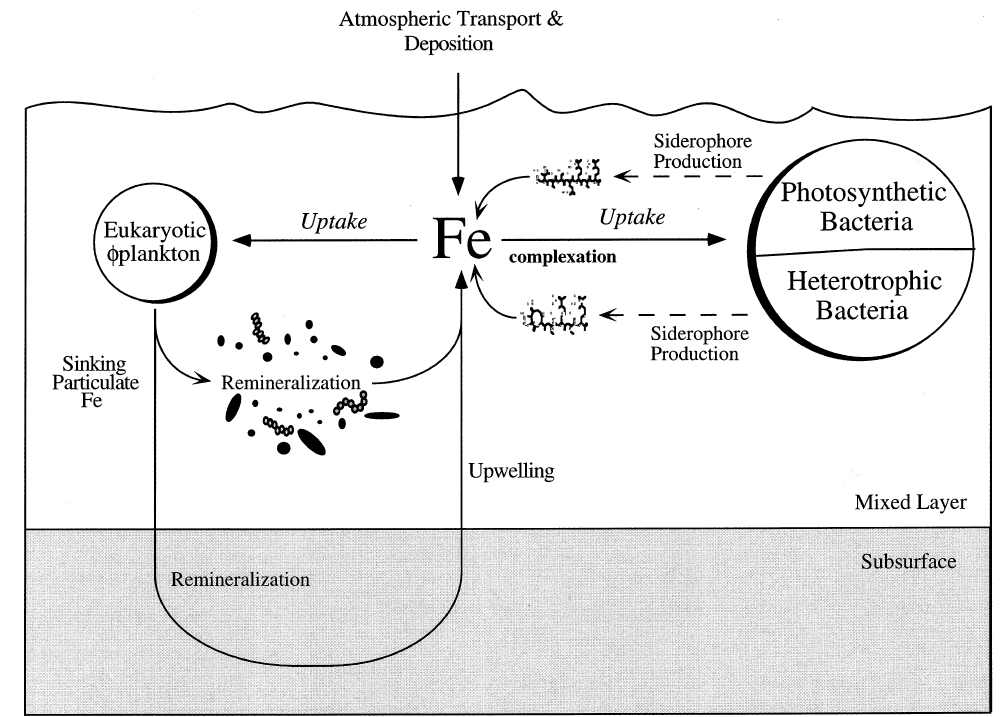 Atmospheric Transport &
Deposition
Siderophore
Production
Photosynthetic
Bacteria
Eukaryotic
ϕplankton
Uptake
Fe
Uptake
complexation
Heterotrophic
Bacteria
Siderophore
Production
Sinking
Particulate
Fe
Remineralization
Upwelling
Mixed Layer
Subsurface
Remineralization